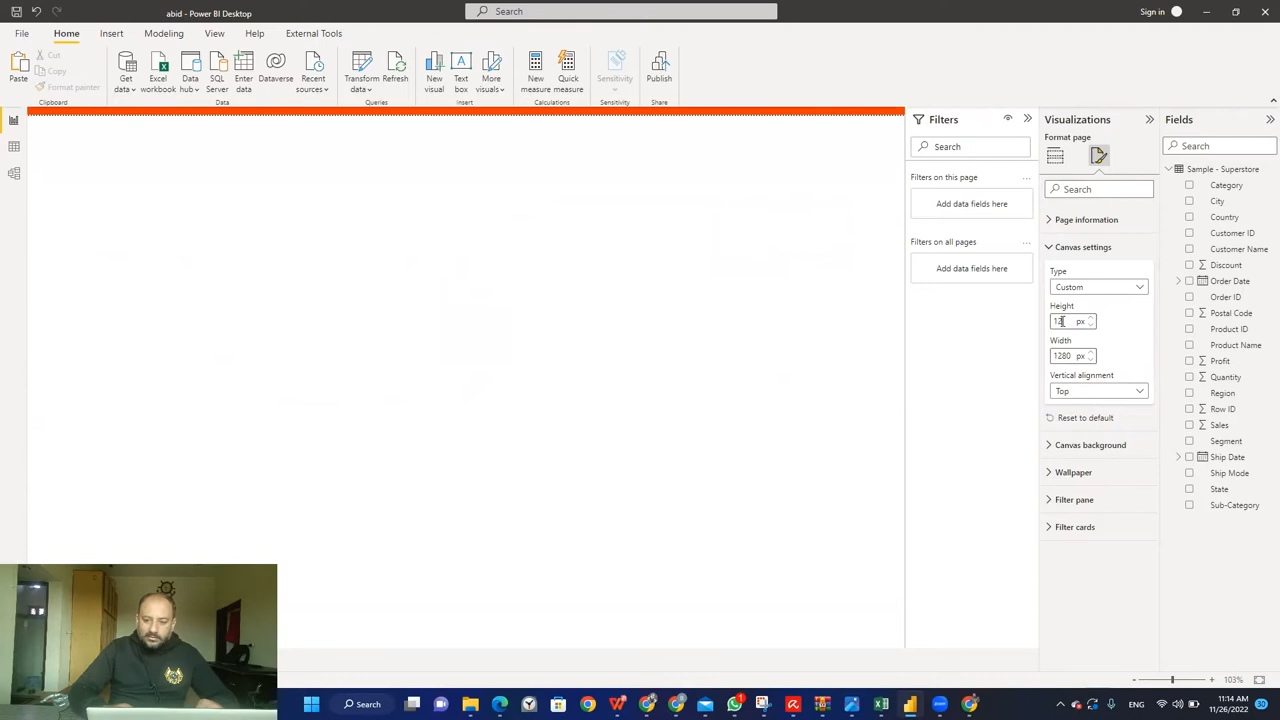 abid - Power BI Desktop
Search
Sign in
File
Home
Insert
Modeling
View
Help
External Tools
Paste
Cut
Copy
Format painter
Clipboard
Get data
Excel workbook
Data hub
SQL Server
Enter data
Dataverse
Recent sources
Data
Transform data
Refresh
Queries
New visual
Text box
More visuals
Insert
New measure
Quick measure
Calculations
Sensitivity
Sensitivity
Publish
Share
Filters
Search
Filters on this page
Add data fields here
Filters on all pages
Add data fields here
Visualizations
Format page
Search
Page information
Canvas settings
Type
Custom
Height
12 px
Width
1280 px
Vertical alignment
Top
Reset to default
Canvas background
Wallpaper
Filter pane
Filter cards
Fields
Search
Sample - Superstore
Category
City
Country
Customer ID
Customer Name
Discount
Order Date
Order ID
Postal Code
Product ID
Product Name
Profit
Quantity
Region
Row ID
Sales
Segment
Ship Date
Ship Mode
State
Sub-Category
103%
Search
ENG
11:54 AM
11/26/2022